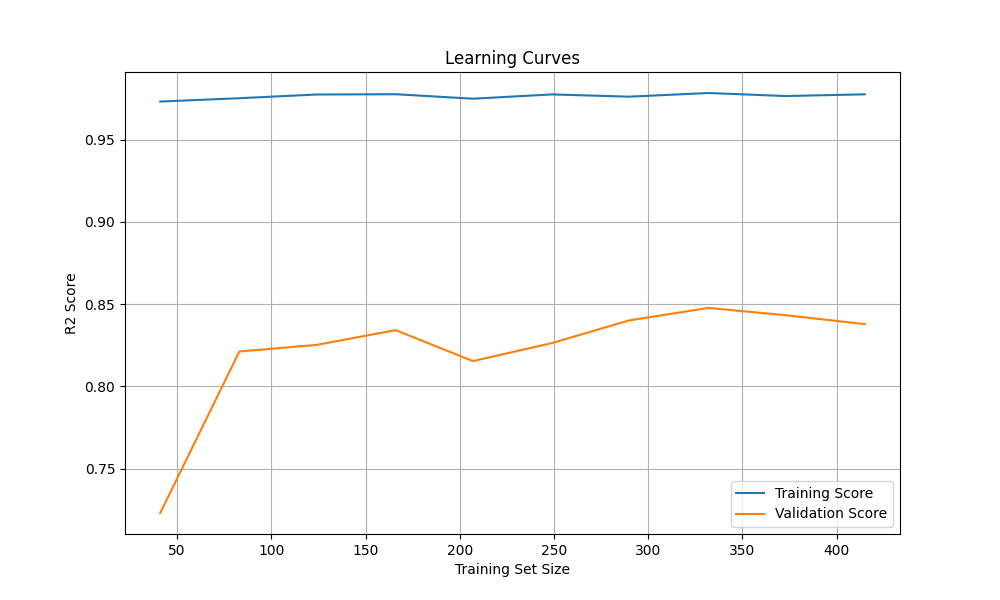 Learning Curves
R2 Score
0.95
0.90
0.85
0.80
0.75
Training Score
Validation Score
50 100 150 200 250 300 350 400
Training Set Size